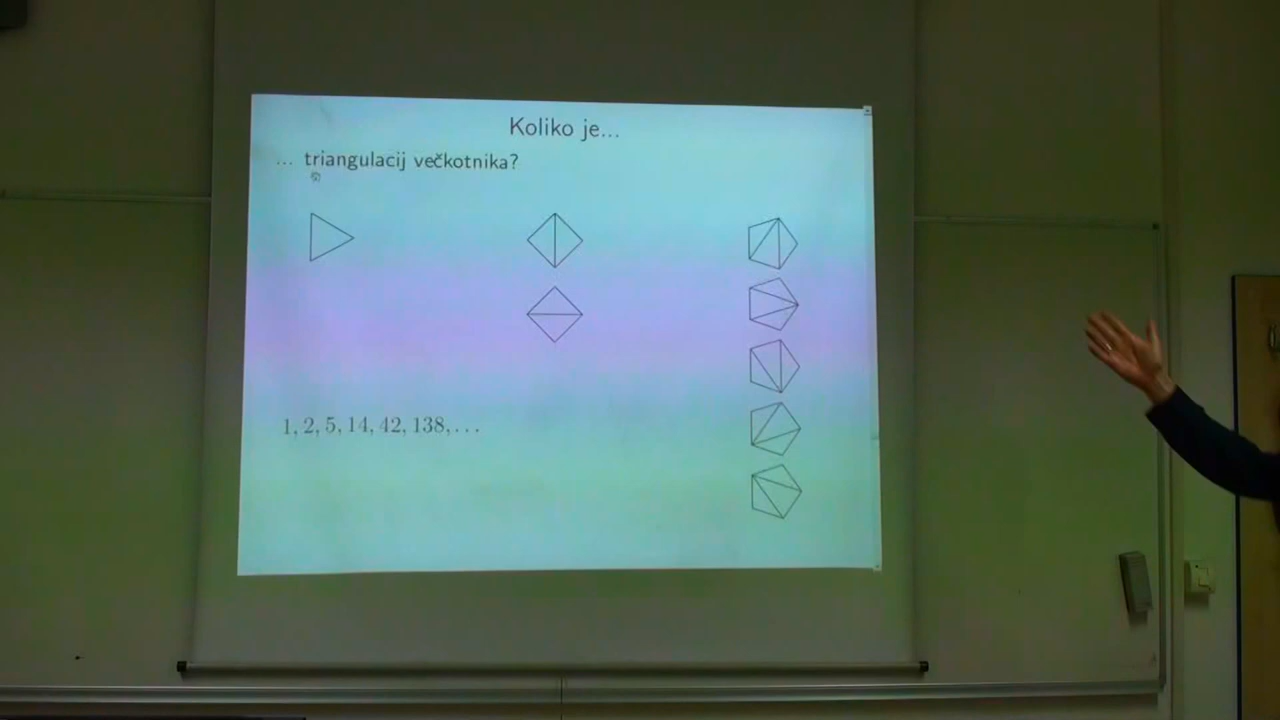 Koliko je...
... triangulacij večkotnika?
1, 2, 5, 14, 42, 138, ...